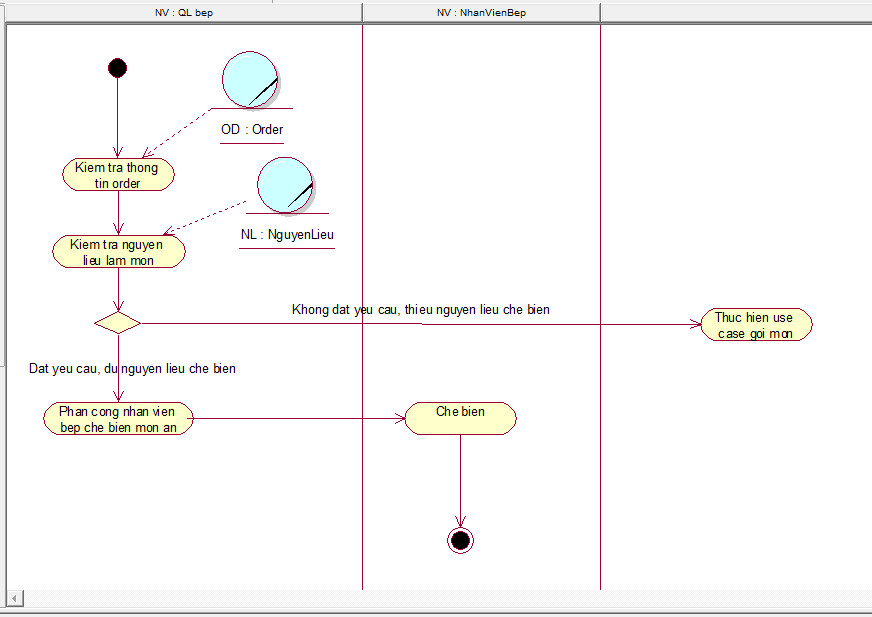 NV : QL bep
NV : NhanVienBep
OD : Order
Kiem tra thong
tin order
NL : NguyenLieu
Kiem tra nguyen
lieu lam mon
Khong dat yeu cau, thieu nguyen lieu che bien
Thuc hien use
case goi mon
Dat yeu cau, du nguyen lieu che bien
Phan cong nhan vien
bep che bien mon an
Che bien